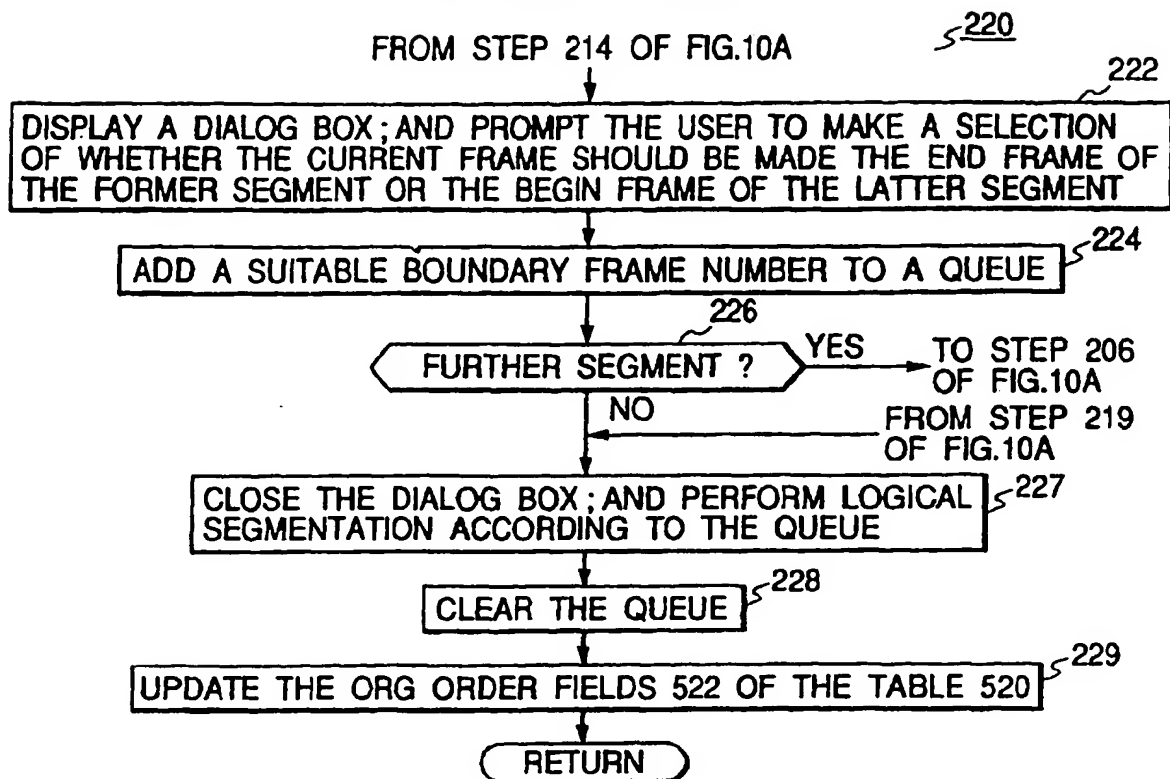 220
FROM STEP 214 OF FIG.10A
222
DISPLAY A DIALOG BOX;AND PROMPT THE USER TO MAKE A SELECTION
OF WHETHER THE CURRENT FRAME SHOULD BE MADE THE END FRAME OF
THE FORMER SEGMENT OR THE BEGIN FRAME OF THE LATTER SEGMENT
224
ADD A SUITABLE BOUNDARY FRAME NUMBER TO A QUEUE
226
FURTHER SEGMENT ?
YES
TO STEP 206
OF FIG.10A
NO
FROM STEP 219
OF FIG.10A
227
CLOSE THE DIALOG BOX;AND PERFORM LOGICAL
SEGMENTATION ACCORDING TO THE QUEUE
228
CLEAR THE QUEUE
229
UPDATE THE ORG ORDER FIELDS 522 OF THE TABLE 520
RETURN